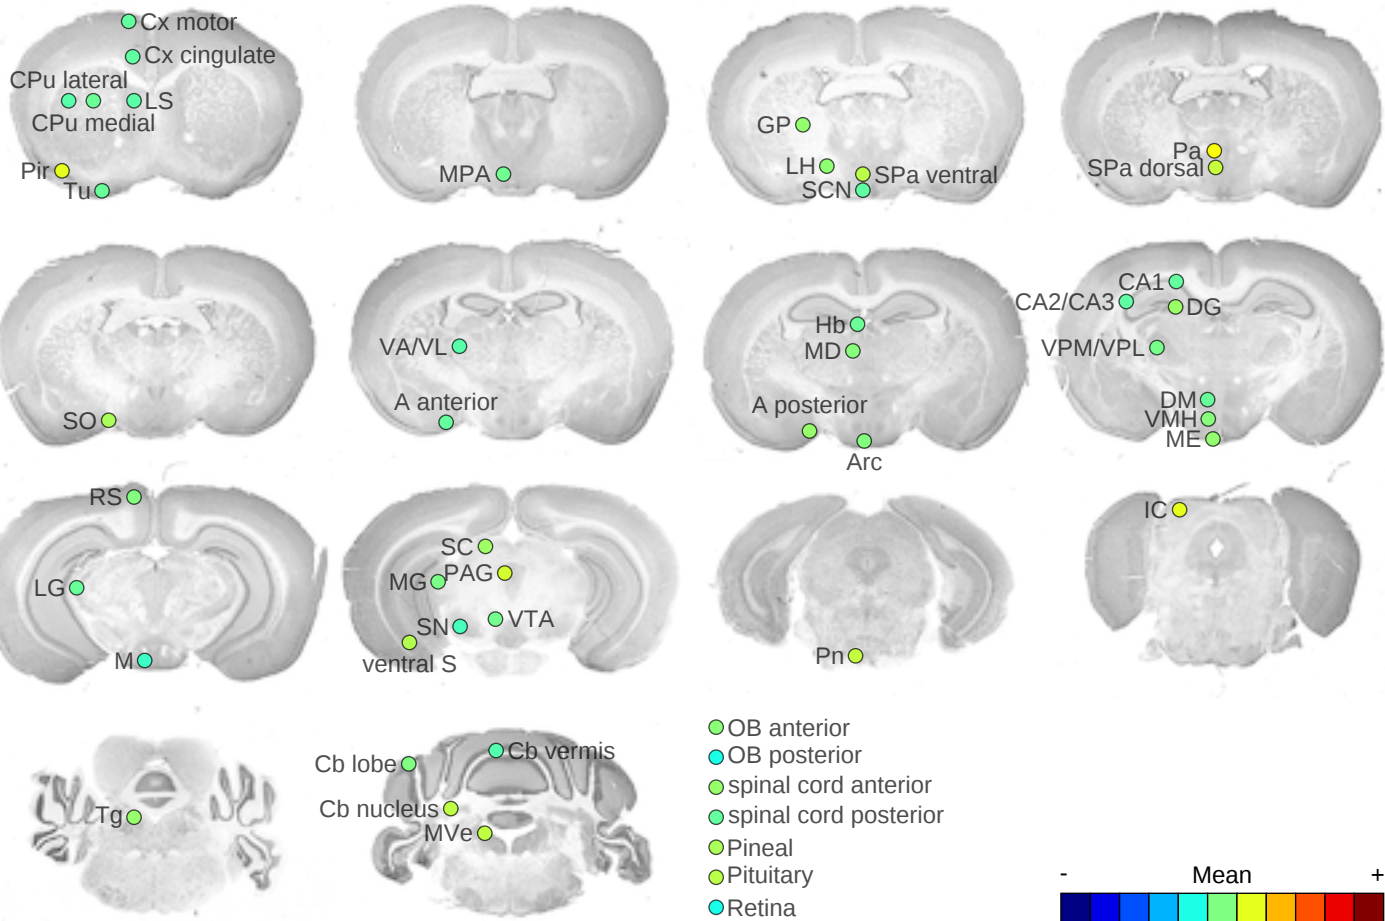 Cx motor
Cx cingulate
CPu lateral
LS
CPu medial
Pir
Tu
MPA
GP
LH
SPa ventral
SCN
Pa
SPa dorsal
SO
VA/VL
A anterior
Hb
MD
A posterior
Arc
CA1
CA2/CA3
DG
VPM/VPL
DM
VMH
ME
RS
LG
M
SC
PAG
MG
VTA
SN
ventral S
Pn
IC
Tg
Cb lobe
Cb vermis
Cb nucleus
MVe
OB anterior
OB posterior
spinal cord anterior
spinal cord posterior
Pineal
Pituitary
Retina
- Mean +